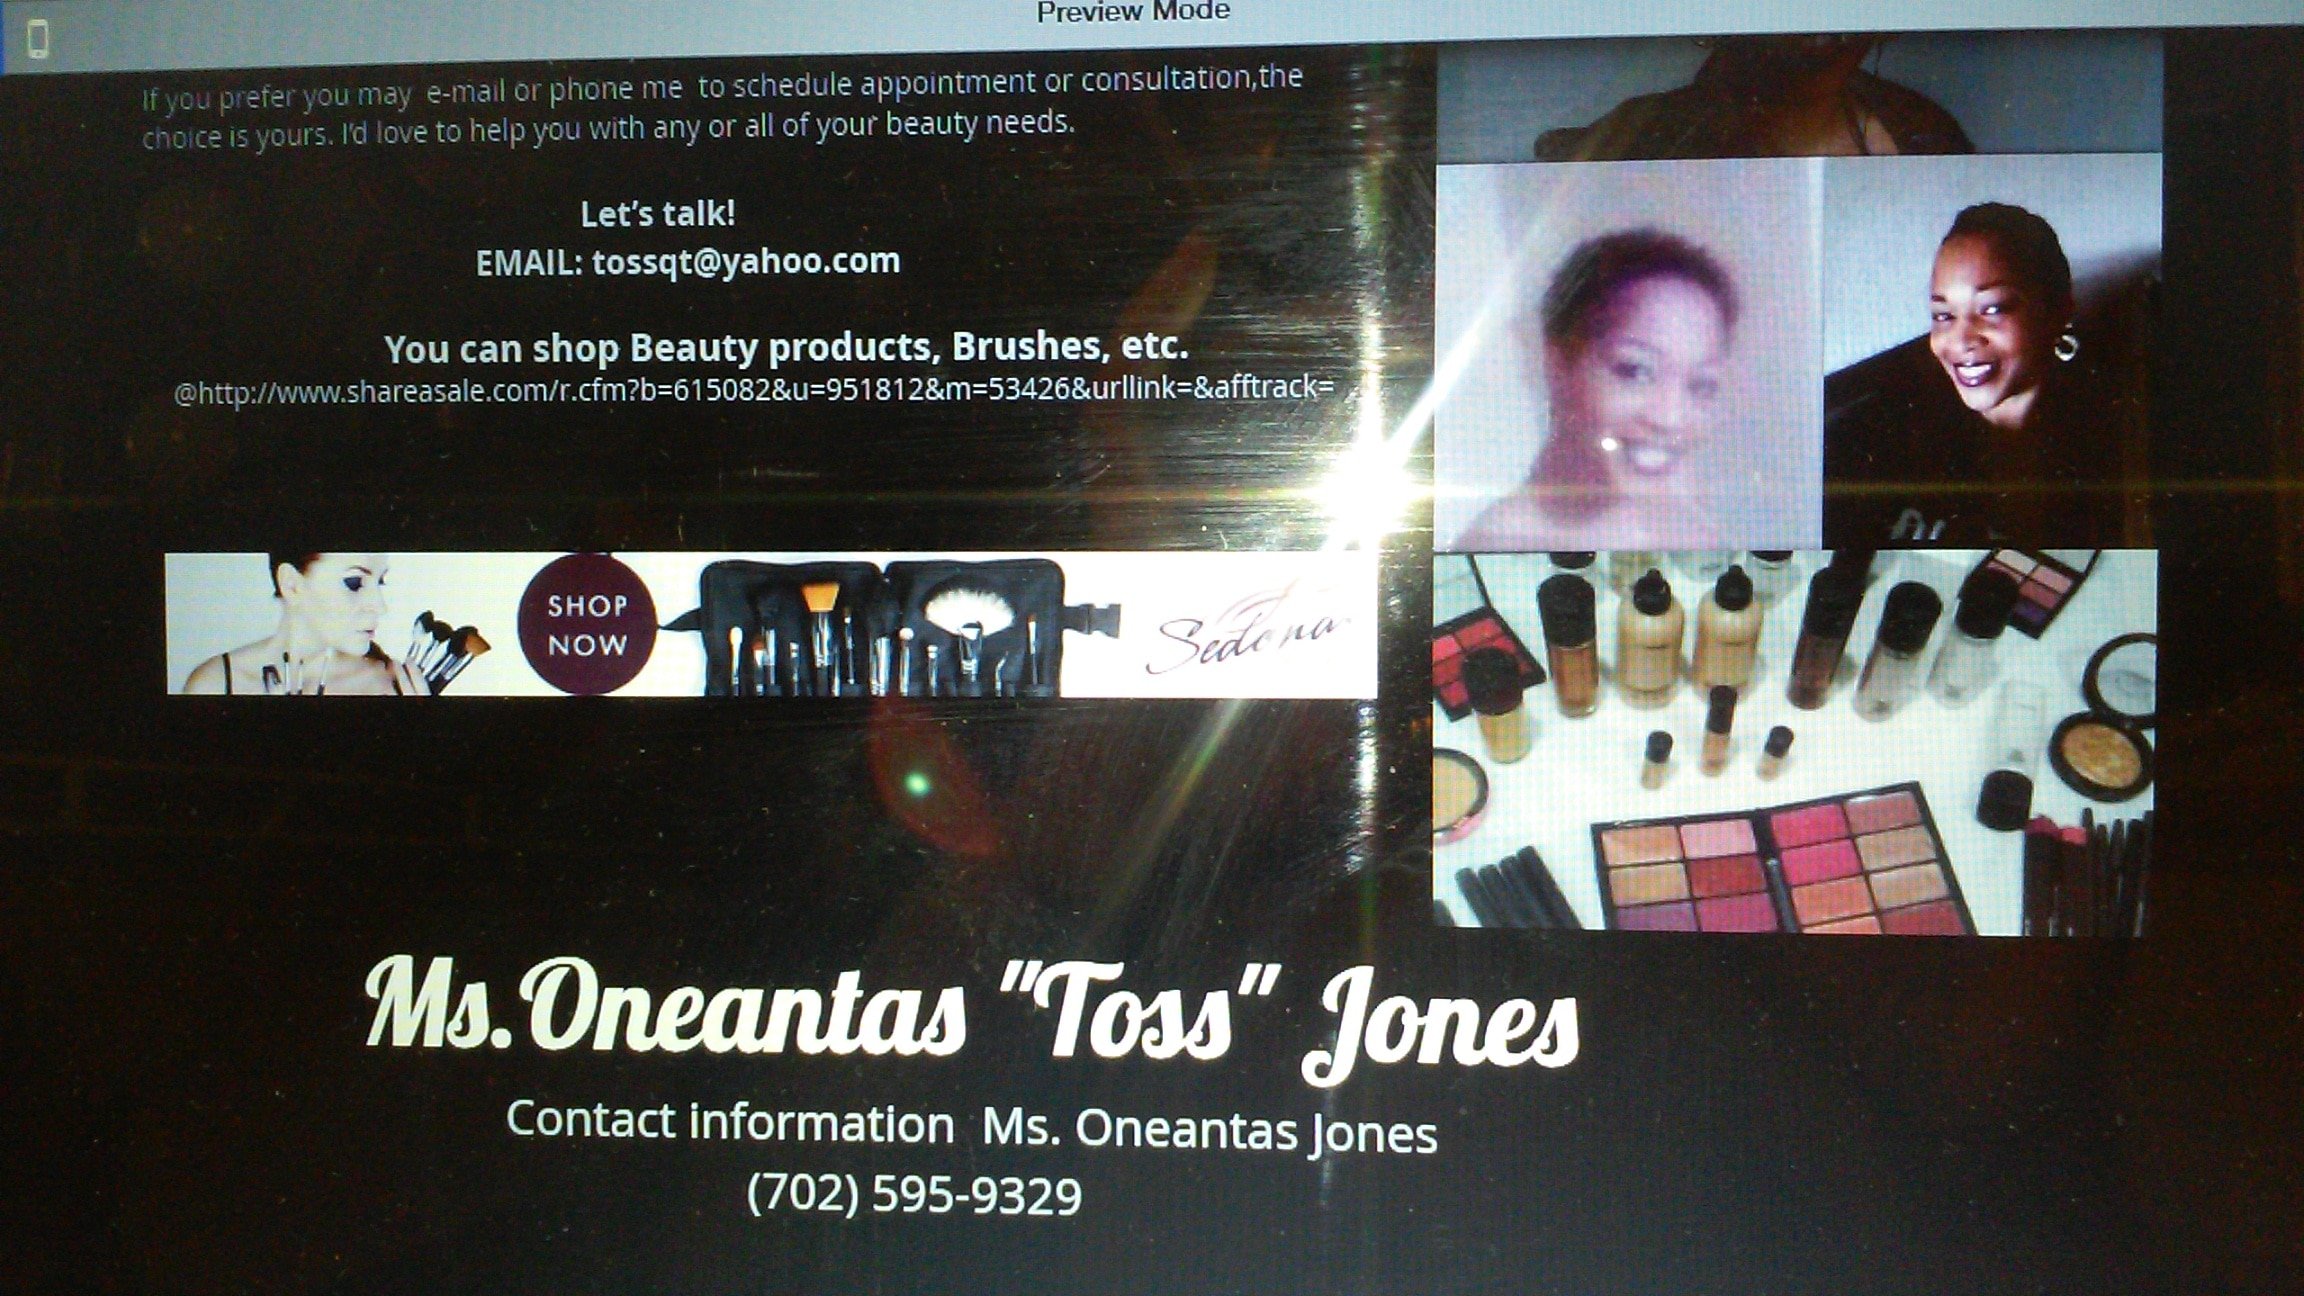 Preview Mode
If you prefer you may e-mail or phone me to schedule appointment or consultation,the
choice is yours. I'd love to help you with any or all of your beauty needs.
Let's talk!
EMAIL: tossqt@yahoo.com
You can shop Beauty products, Brushes, etc.
@http://www.shareasale.com/r.cfm?b=615082&u=951812&m=53426&urllink=&afftrack=
SHOP
NOW
Sedona
Ms.Oneantas "Toss" Jones
Contact information Ms. Oneantas Jones
(702) 595-9329